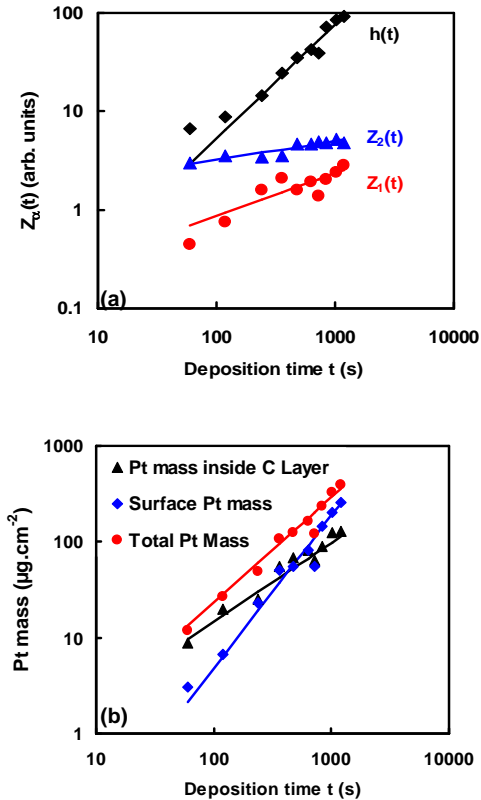 100
h(t)
10
Z₂(t)
Z_α(t) (arb. units)
1
Z₁(t)
0.1
(a)
10 100 1000 10000
Deposition time t (s)
1000
Pt mass inside C Layer
Surface Pt mass
Total Pt Mass
100
Pt mass (µg.cm⁻²)
10
(b)
1
10 100 1000 10000
Deposition time t (s)